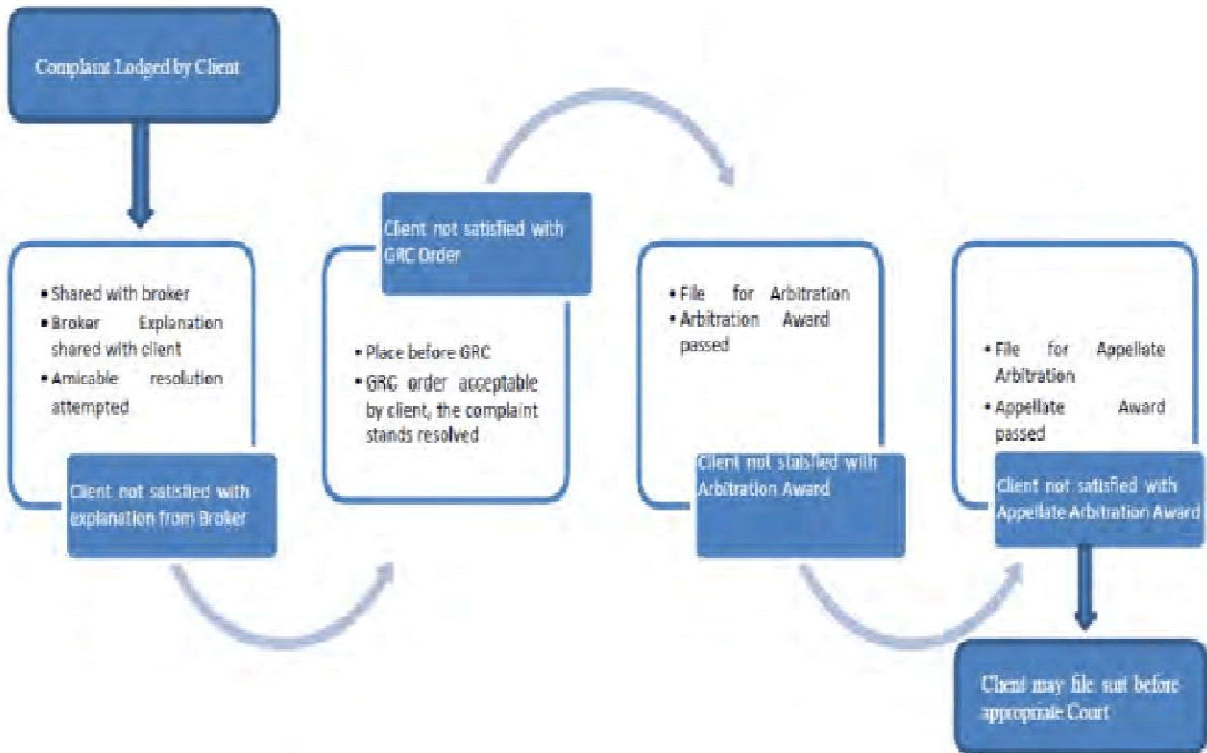 Complaint Lodged by Client
• Shared with broker
• Broker Explanation
shared with client
• Amicable resolution
attempted
Client not satisfied with
explanation from Broker
Client not satisfied with
GRC Order
• Place before GRC
• GRC order acceptable
by client, the complaint
stands resolved
• File for Arbitration
• Arbitration Award
passed
Client not statsfied with
Arbitration Award
• File for Appellate
Arbitration
• Appellate Award
passed
Client not satisfied with
Appellate Arbitration Award
Client may file suit before
appropriate Court